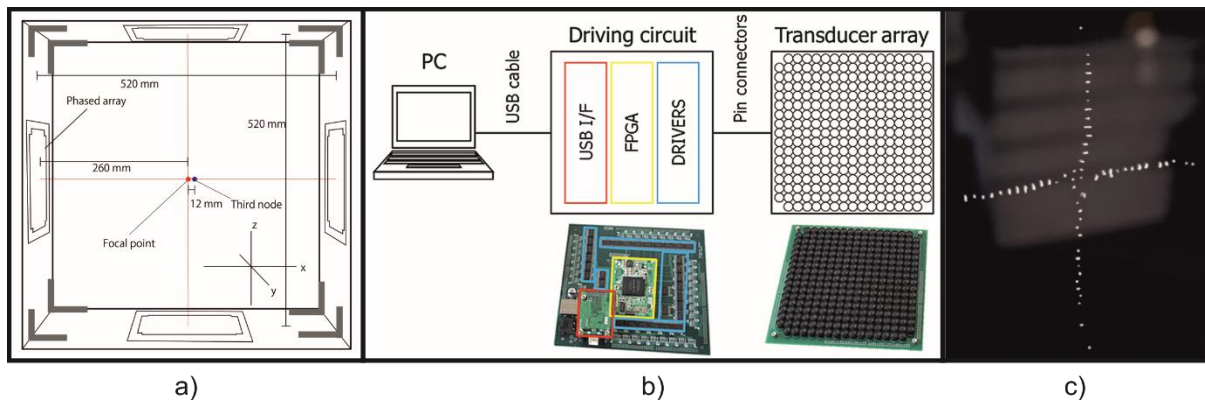 520 mm
Phased array
520 mm
260 mm
12 mm
Third node
Focal point
z
x
y
a)
PC
USB cable
Driving circuit
USB I/F
FPGA
DRIVERS
Pin connectors
Transducer array
b)
c)